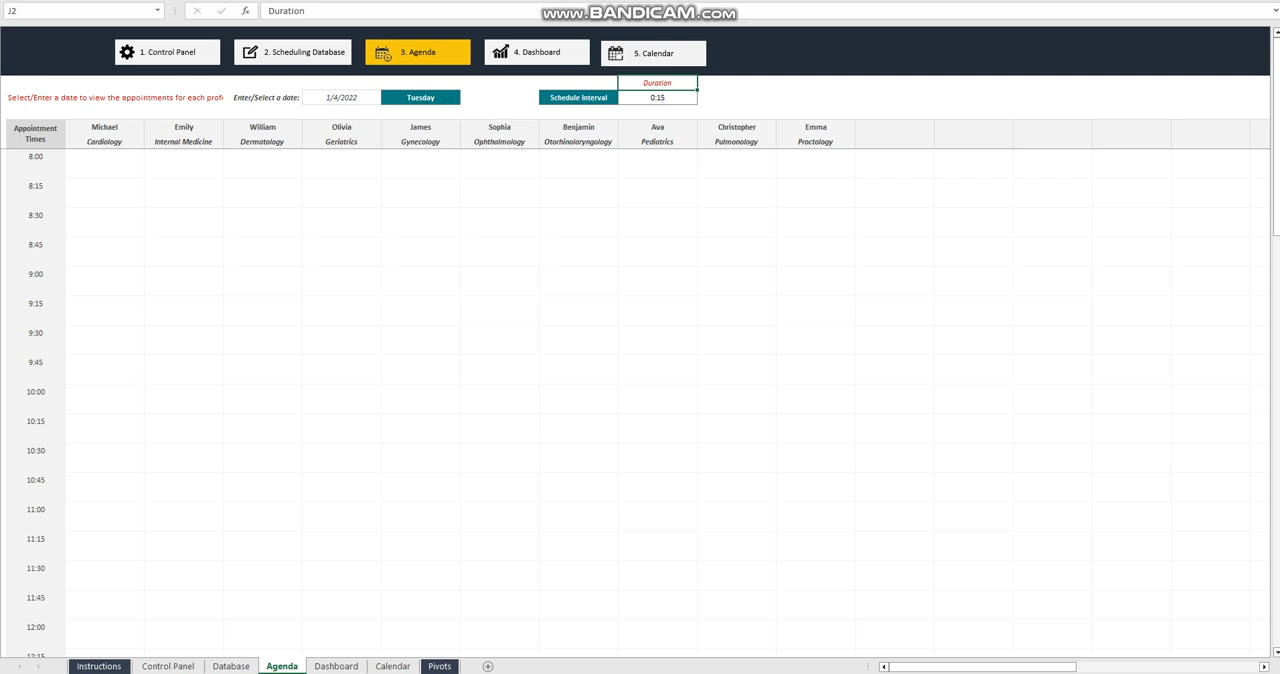 J2 Duration
www.BANDICAM.com
1. Control Panel 2. Scheduling Database 3. Agenda 4. Dashboard 5. Calendar
Duration
Select/Enter a date to view the appointments for each prof Enter/Select a date: 1/4/2022 Tuesday Schedule Interval 0:15
Appointment Times
Michael Emily William Olivia James Sophia Benjamin Ava Christopher Emma
Cardiology Internal Medicine Dermatology Geriatrics Gynecology Ophthalmology Otorhinolaryngology Pediatrics Pulmonology Proctology
8:00
8:15
8:30
8:45
9:00
9:15
9:30
9:45
10:00
10:15
10:30
10:45
11:00
11:15
11:30
11:45
12:00
12:15
Instructions Control Panel Database Agenda Dashboard Calendar Pivots